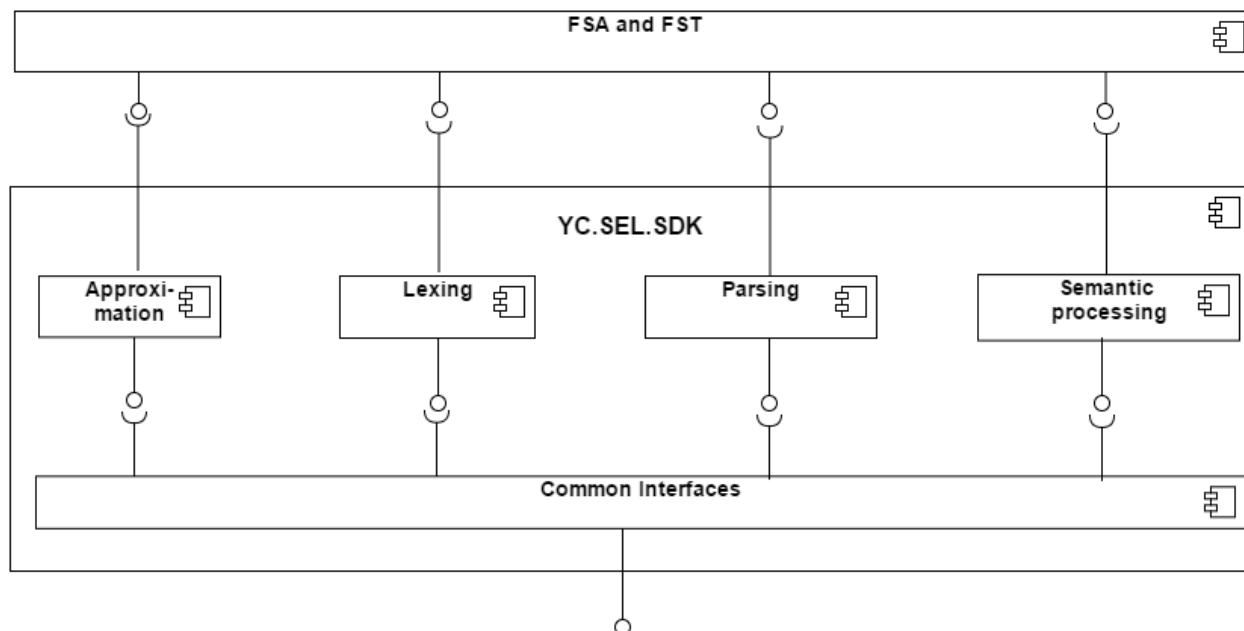 FSA and FST
YC.SEL.SDK
Approxi-
mation
Lexing
Parsing
Semantic
processing
Common Interfaces